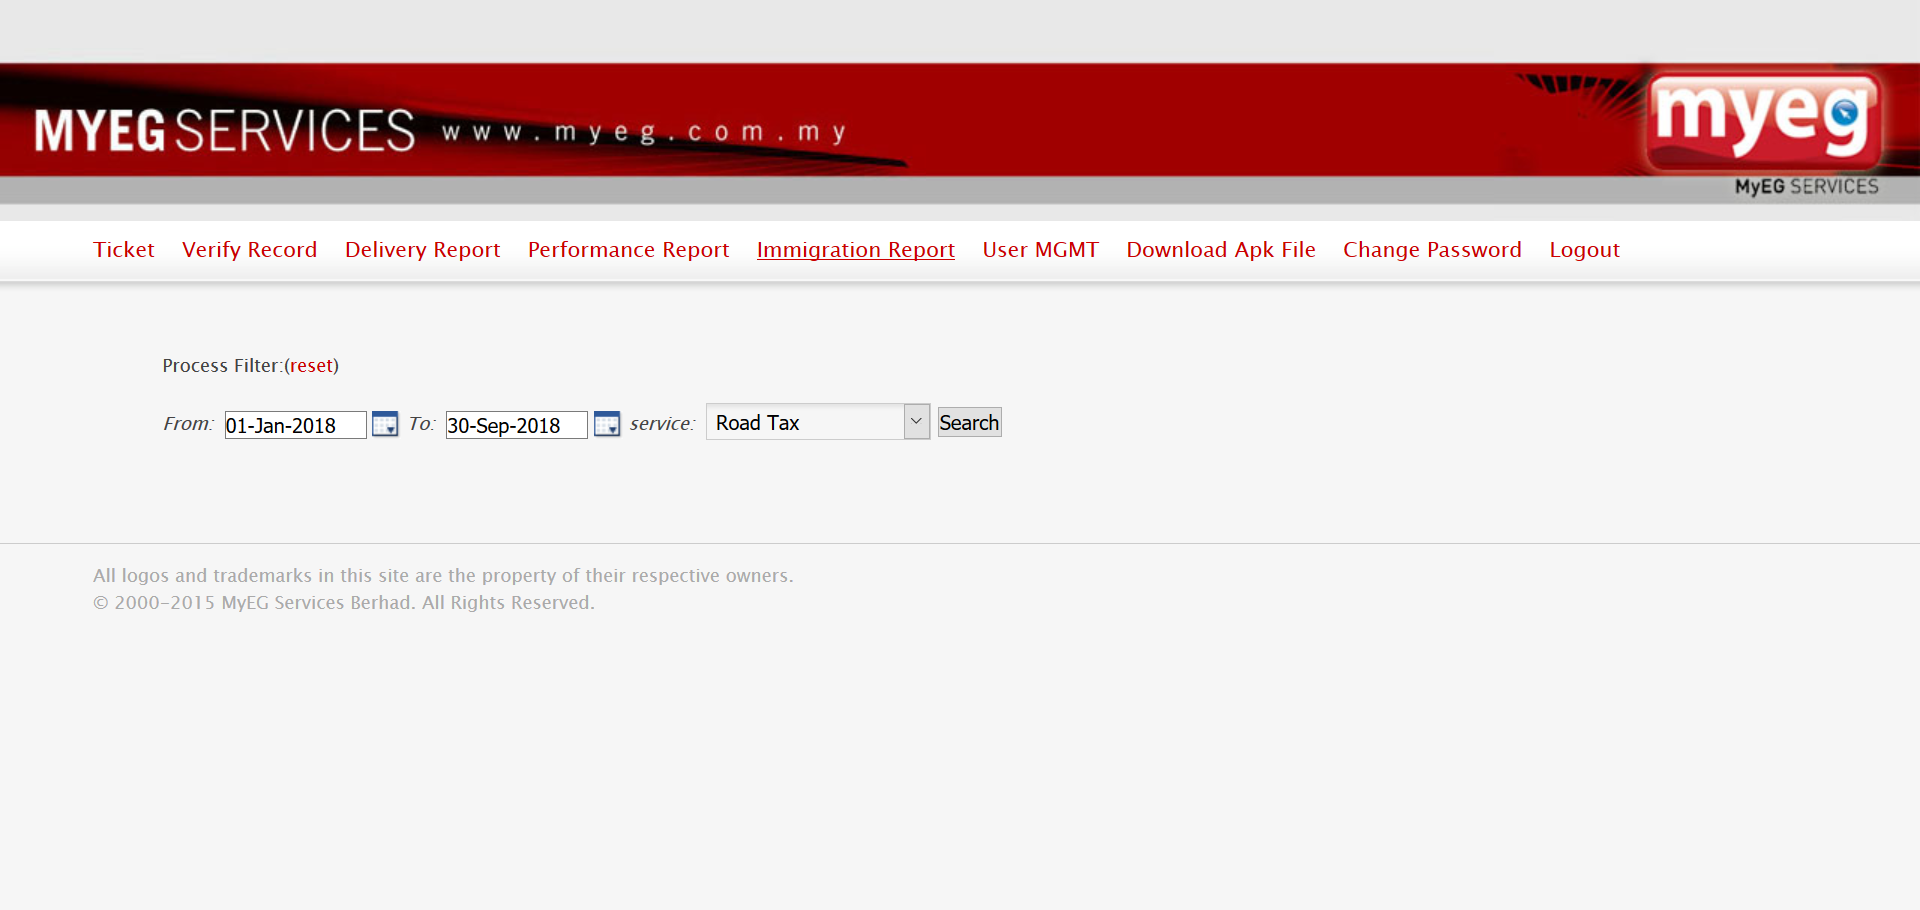 MYEG SERVICES www.myeg.com.my
myeg
MyEG SERVICES
Ticket Verify Record Delivery Report Performance Report Immigration Report User MGMT Download Apk File Change Password Logout
Process Filter:(reset)
From: 01-Jan-2018 To: 30-Sep-2018 service: Road Tax Search
All logos and trademarks in this site are the property of their respective owners.
© 2000-2015 MyEG Services Berhad. All Rights Reserved.